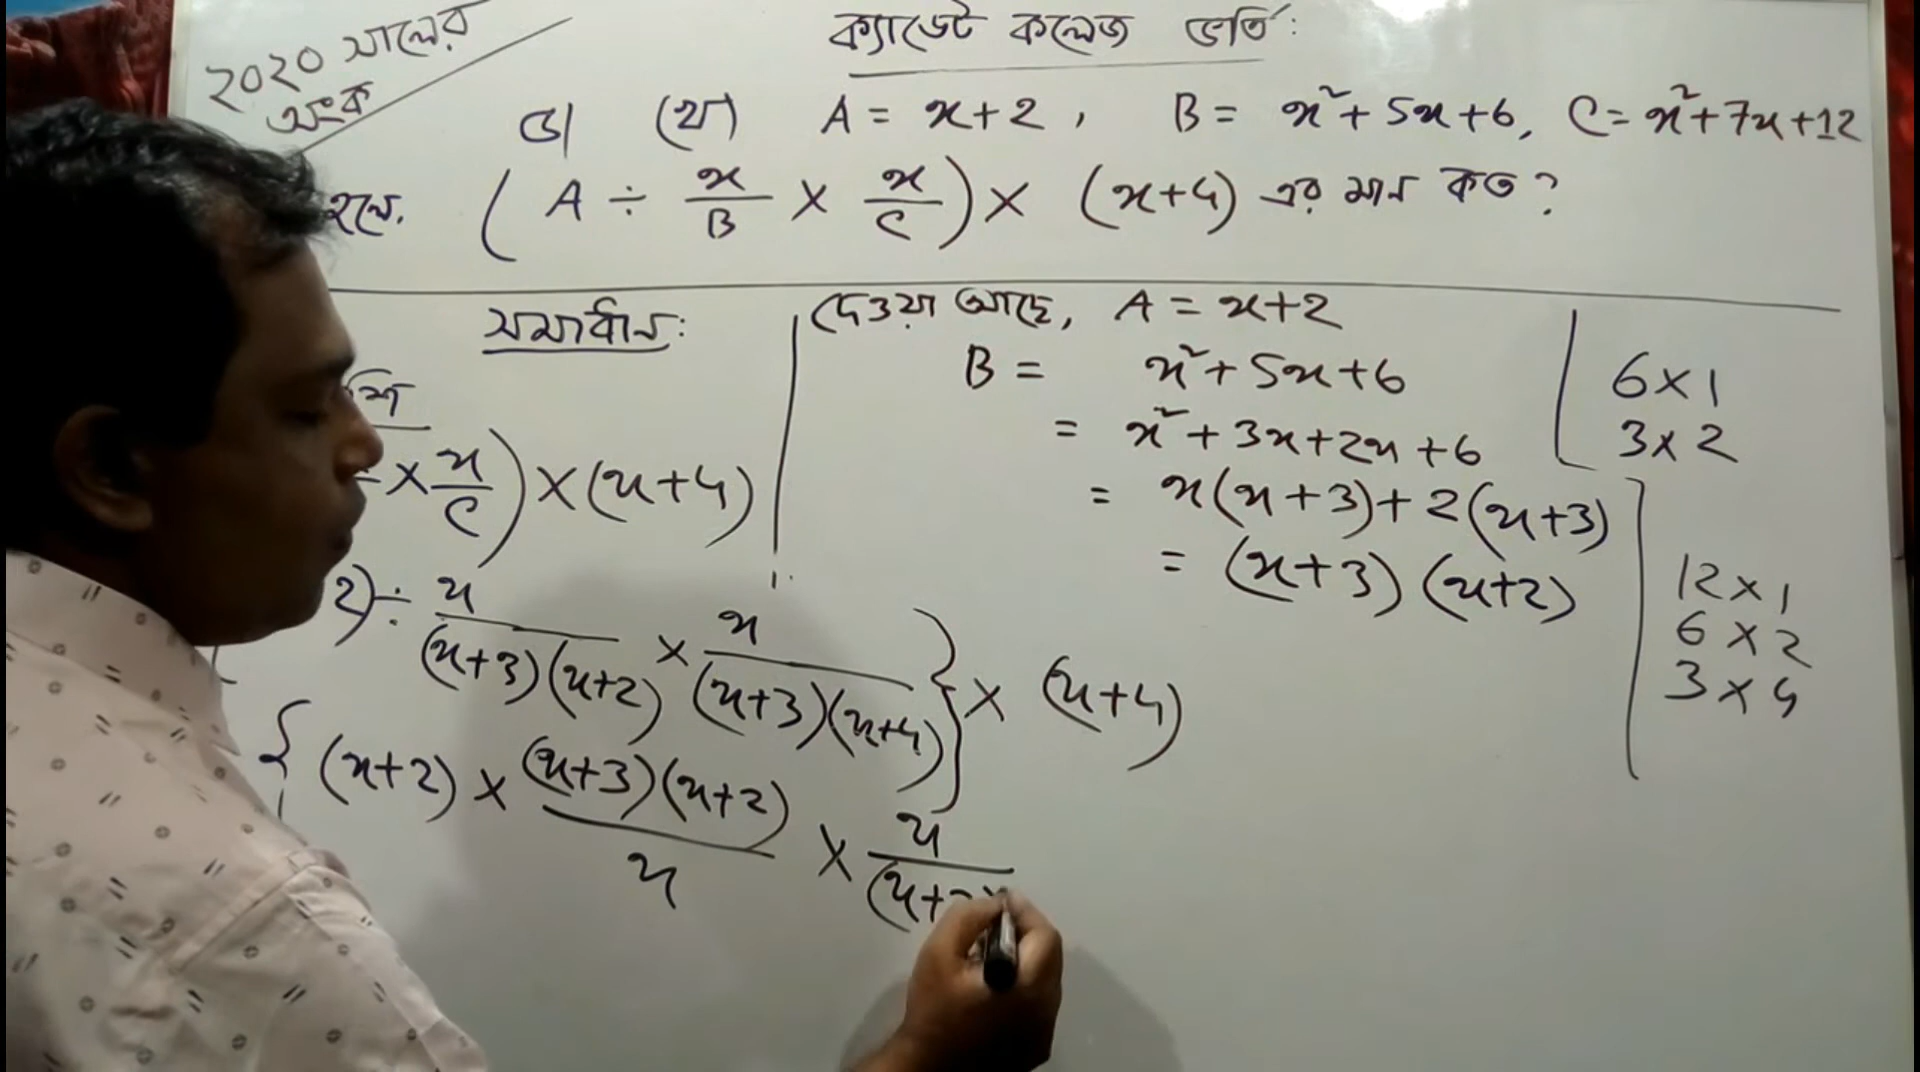 ২০২০ সালের
অংক
ক্যাডেট কলেজ ভর্তি:
৩। (খ) A = x+2, B = x²+5x+6, C = x²+7x+12
হলে. (A ÷ x/B × x/C) × (x+4) এর মান কত?
সমাধান:
শি
× x/C) × (x+4)
2) ÷ x/(x+3)(x+2) × x/(x+3)(x+4)} × (x+4)
{(x+2) × (x+3)(x+2)/x × x/(x+
দেওয়া আছে, A = x+2
B = x²+5x+6
= x²+3x+2x+6
= x(x+3)+2(x+3)
= (x+3)(x+2)
6×1
3×2
12×1
6×2
3×4